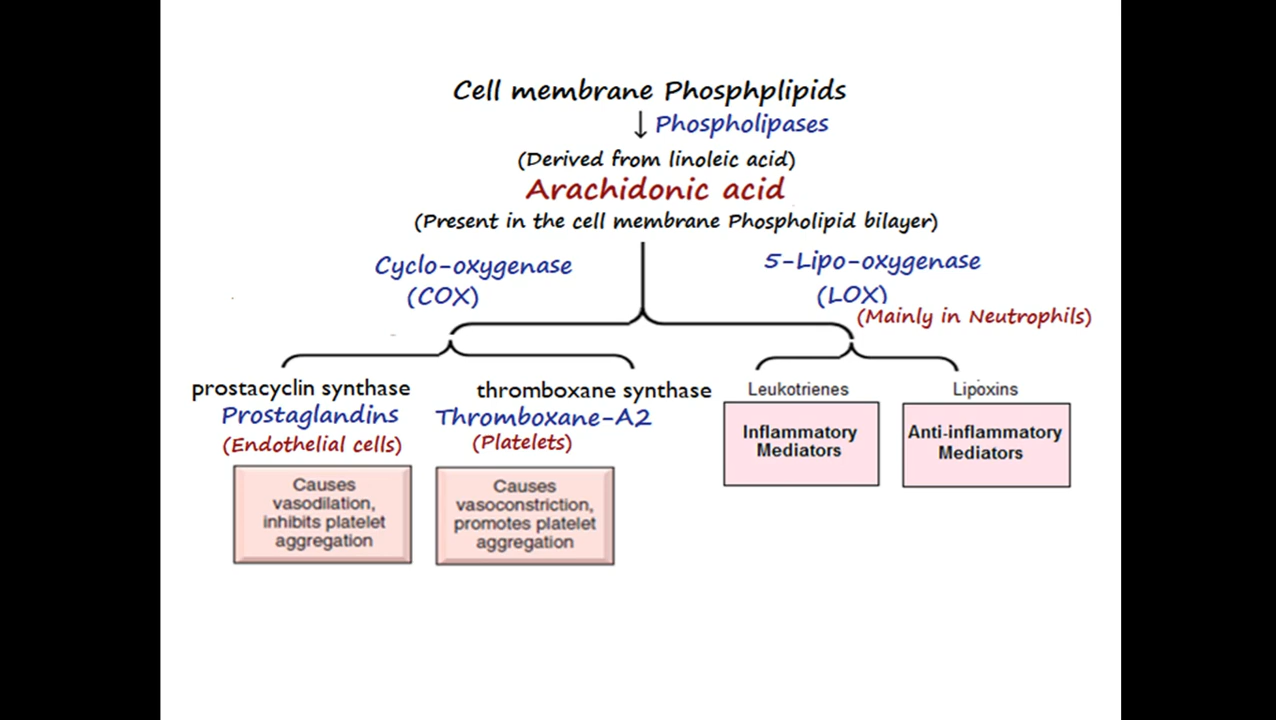 Cell membrane Phosphplipids
Phospholipases
(Derived from linoleic acid)
Arachidonic acid
(Present in the cell membrane Phospholipid bilayer)
Cyclo-oxygenase
(COX)
5-Lipo-oxygenase
(LOX)
(Mainly in Neutrophils)
prostacyclin synthase
Prostaglandins
(Endothelial cells)
Causes
vasodilation,
inhibits platelet
aggregation
thromboxane synthase
Thromboxane-A2
(Platelets)
Causes
vasoconstriction,
promotes platelet
aggregation
Leukotrienes
Inflammatory
Mediators
Lipoxins
Anti-inflammatory
Mediators